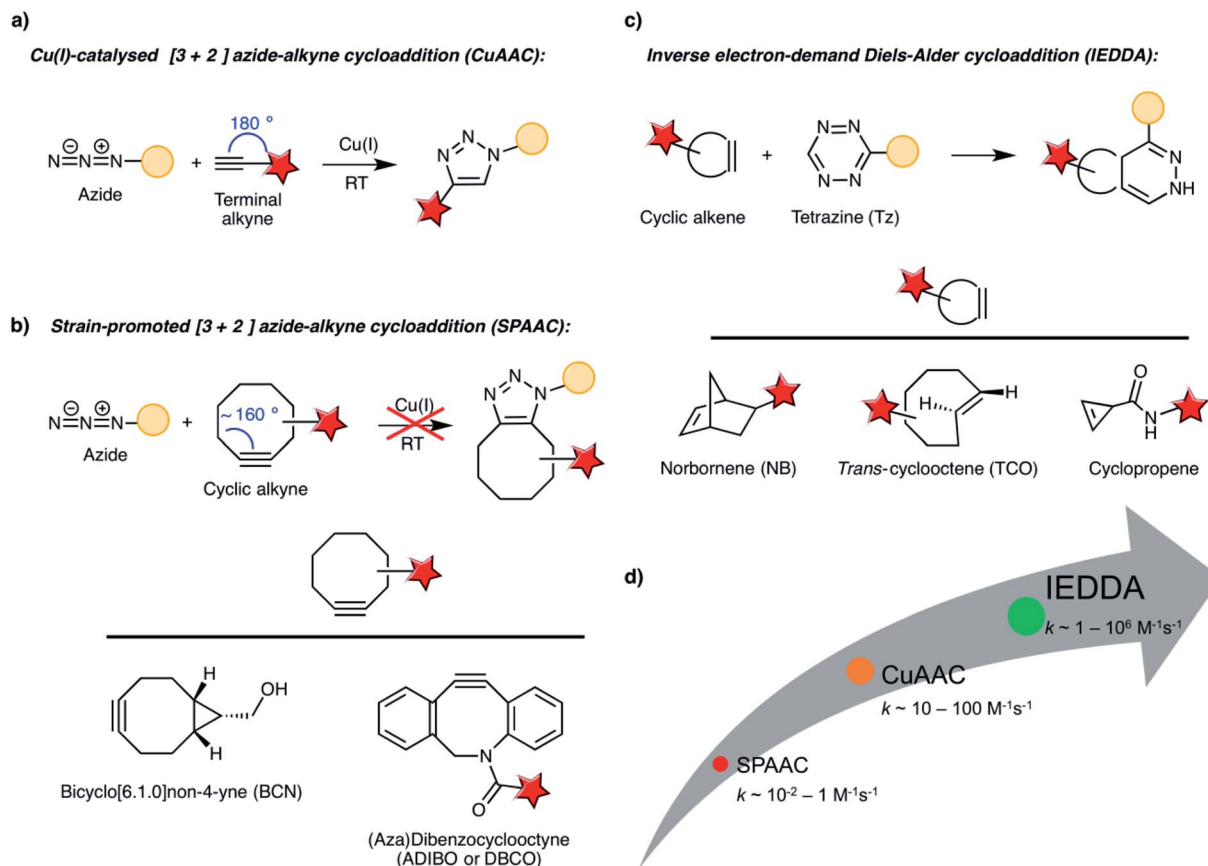 a)
Cu(I)-catalysed [3 + 2 ] azide-alkyne cycloaddition (CuAAC):
N=N=N
⊖ ⊕
Azide
+
180 °
Terminal
alkyne
Cu(I)
RT
N
N
N
b)
Strain-promoted [3 + 2 ] azide-alkyne cycloaddition (SPAAC):
N=N=N
⊖ ⊕
Azide
+
~ 160 °
Cyclic alkyne
Cu(I)
RT
N
N
N
H
H
OH
Bicyclo[6.1.0]non-4-yne (BCN)
N
O
(Aza)Dibenzocyclooctyne
(ADIBO or DBCO)
c)
Inverse electron-demand Diels-Alder cycloaddition (IEDDA):
Cyclic alkene
+
N
N
N
N
Tetrazine (Tz)
N
NH
Norbornene (NB)
H
H
Trans-cyclooctene (TCO)
O
N
H
Cyclopropene
d)
IEDDA
k ~ 1 – 10⁶ M⁻¹s⁻¹
CuAAC
k ~ 10 – 100 M⁻¹s⁻¹
SPAAC
k ~ 10⁻² – 1 M⁻¹s⁻¹